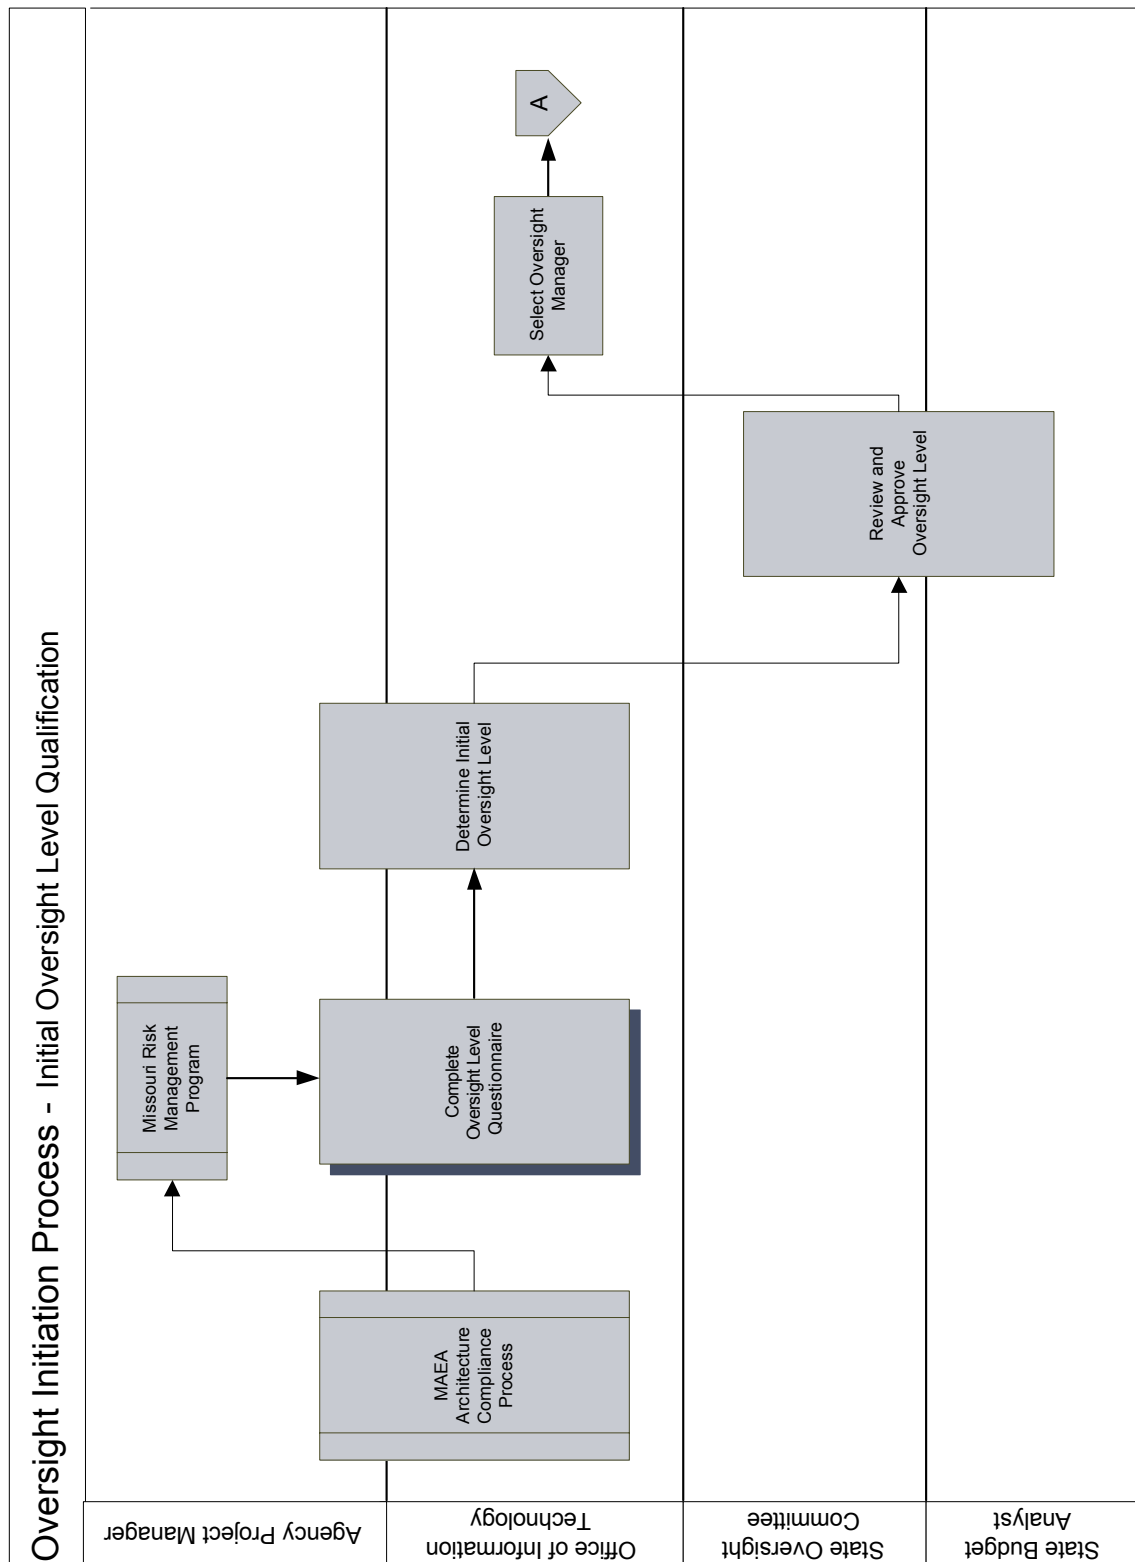 Oversight Initiation Process - Initial Oversight Level Qualification
Agency Project Manager
Office of Information
Technology
State Oversight
Committee
State Budget
Analyst
MAEA
Architecture
Compliance
Process
Missouri Risk
Management
Program
Complete
Oversight Level
Questionnaire
Determine Initial
Oversight Level
Review and
Approve
Oversight Level
Select Oversight
Manager
A